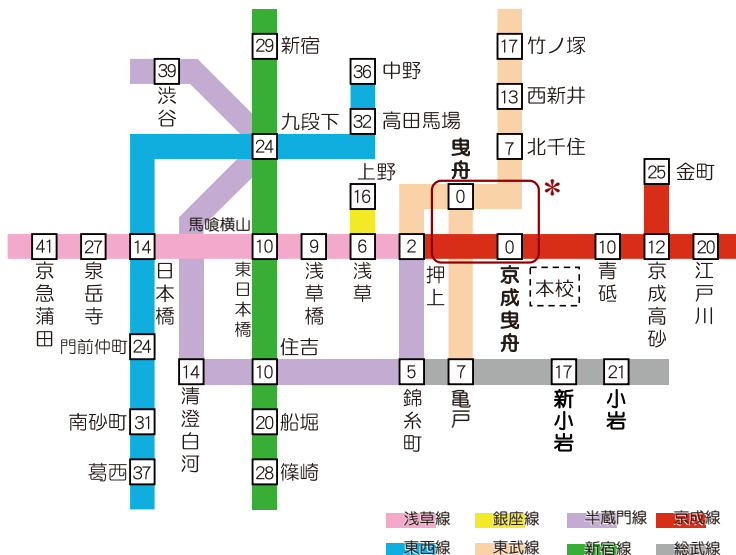 29 新宿
36 中野
17 竹ノ塚
39 渋谷
13 西新井
九段下
32 高田馬場
24
曳舟
7 北千住
上野
25 金町
16
0
*
馬喰横山
41 京急蒲田
27 泉岳寺
14 日本橋
10 東日本橋
9 浅草橋
6 浅草
2 押上
0 京成曳舟
本校
10 青砥
12 京成高砂
20 江戸川
門前仲町 24
住吉
14 清澄白河
10
5 錦糸町
7 亀戸
17 新小岩
21 小岩
南砂町 31
20 船堀
葛西 37
28 篠崎
浅草線 銀座線 半蔵門線 京成線
東西線 東武線 新宿線 総武線